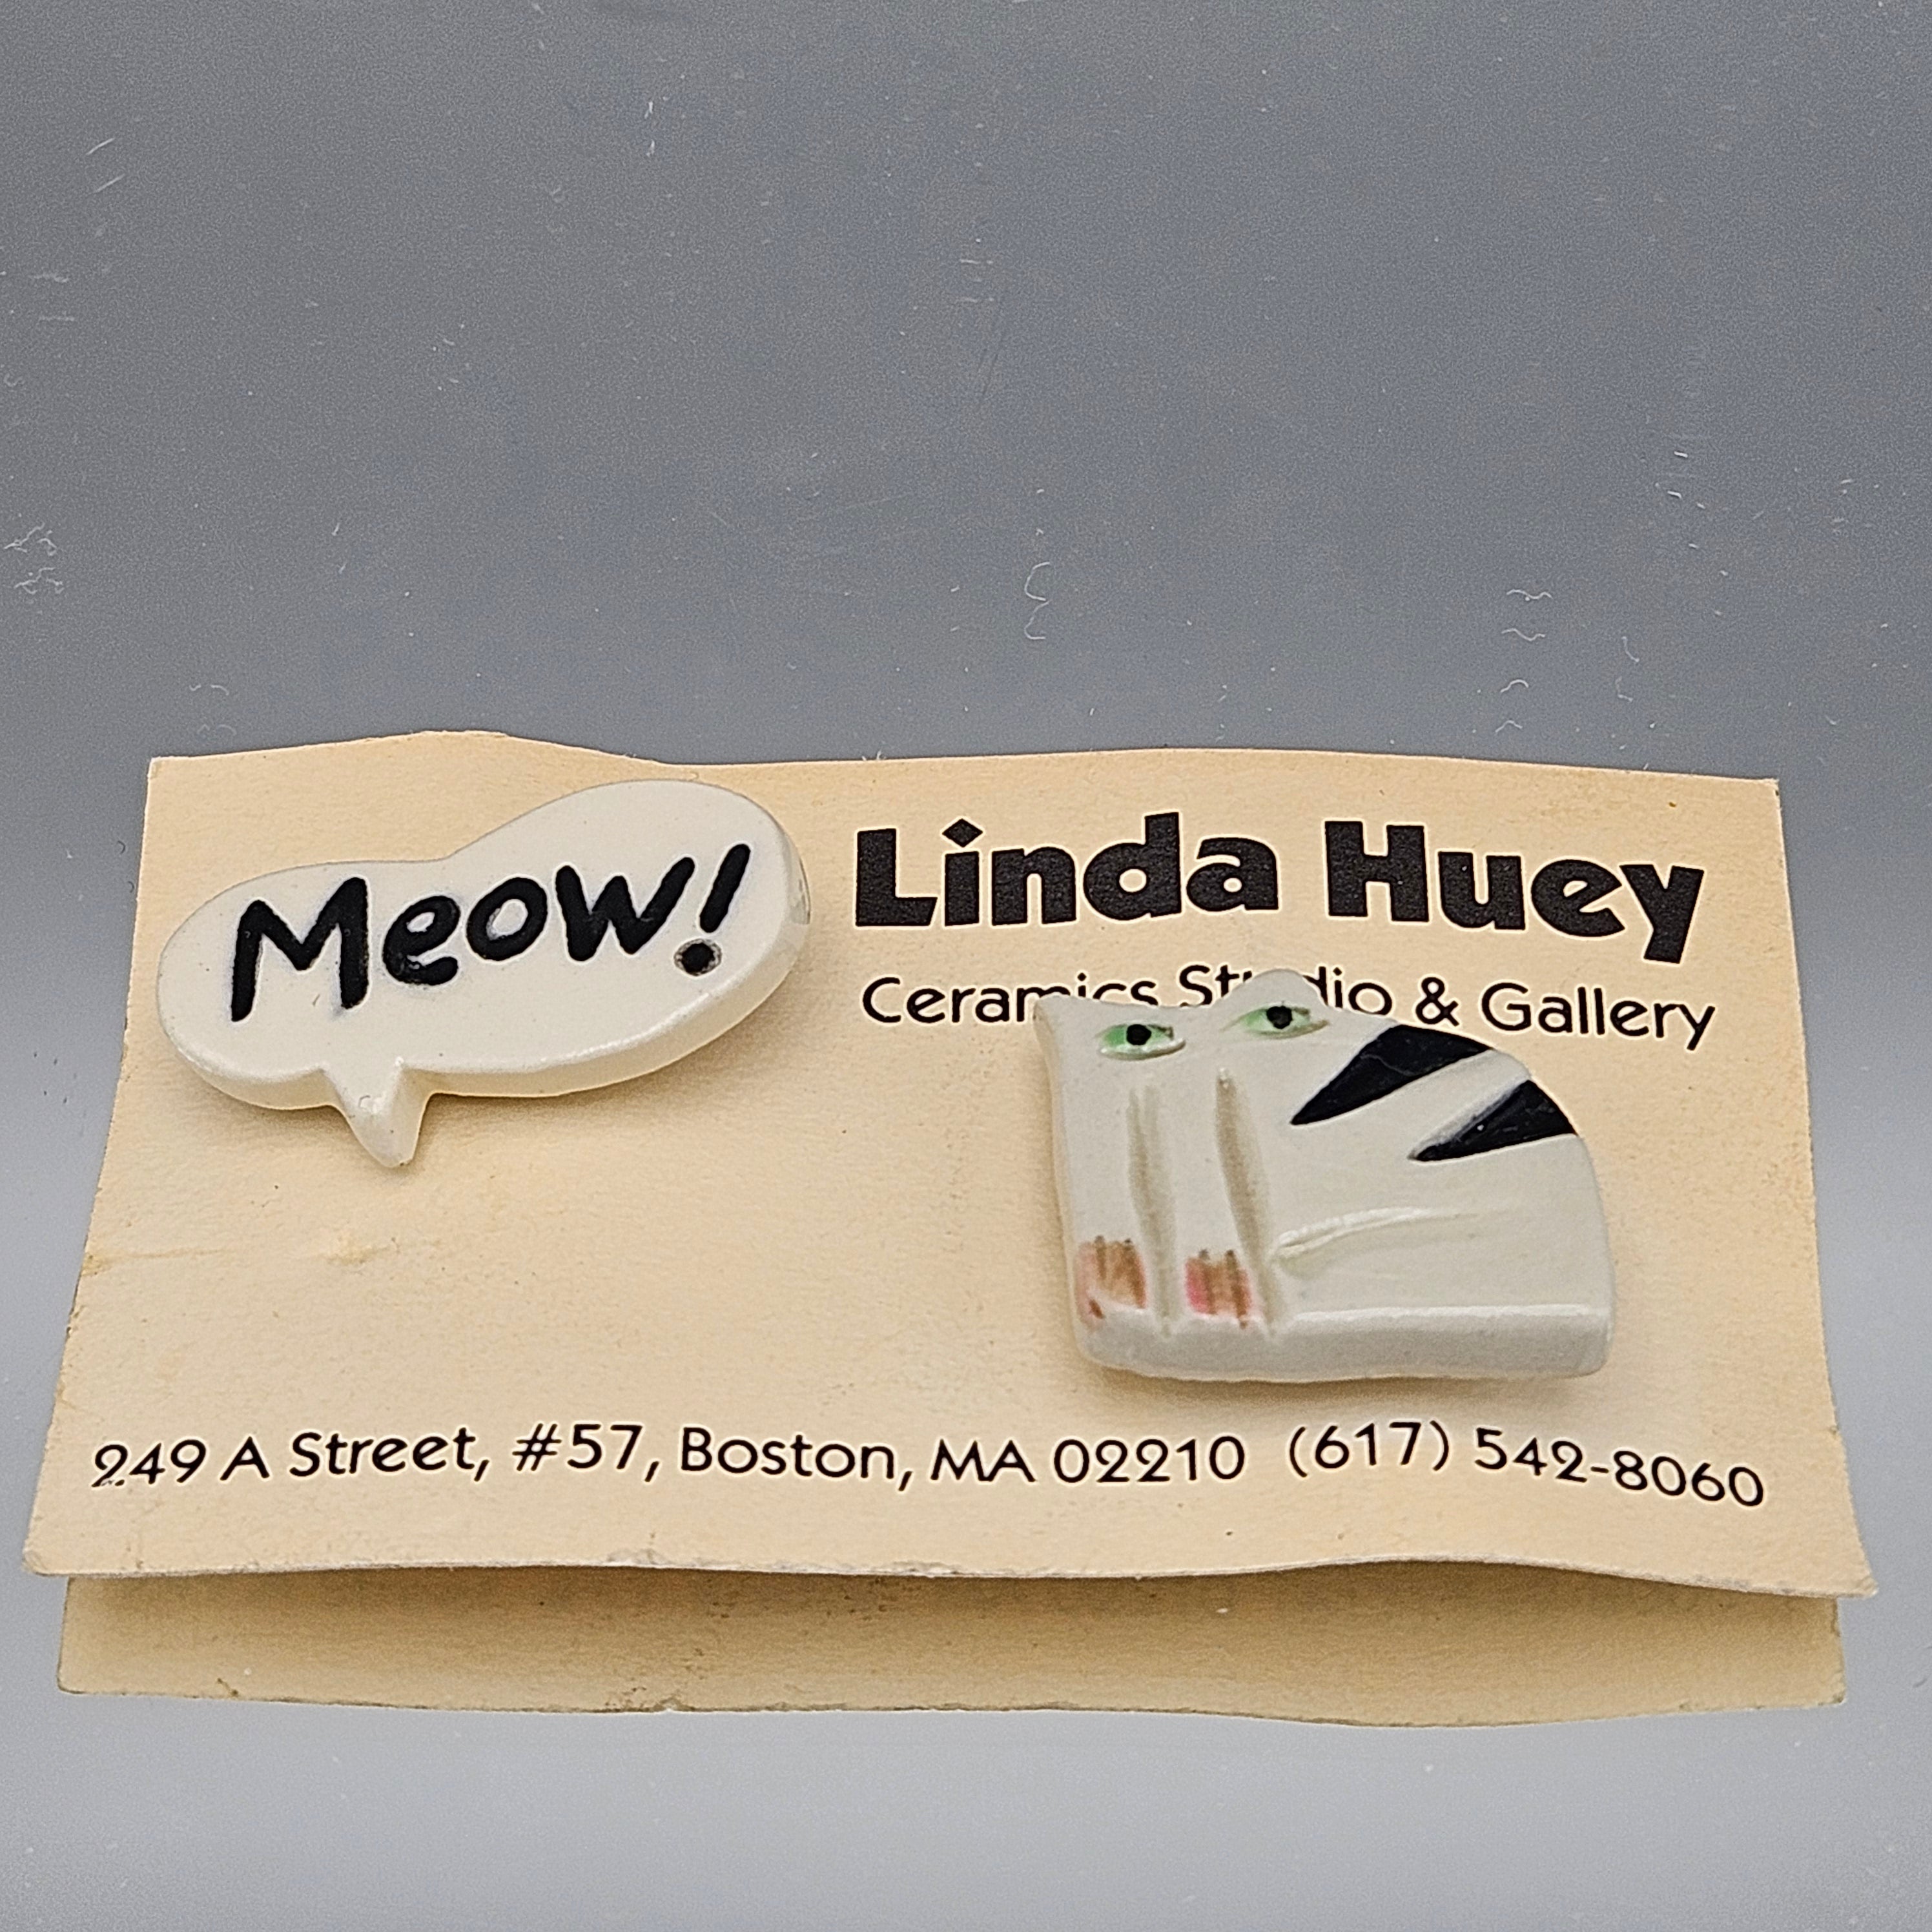 Meow!
Linda Huey
Ceramics Studio & Gallery
249 A Street, #57, Boston, MA 02210 (617) 542-8060